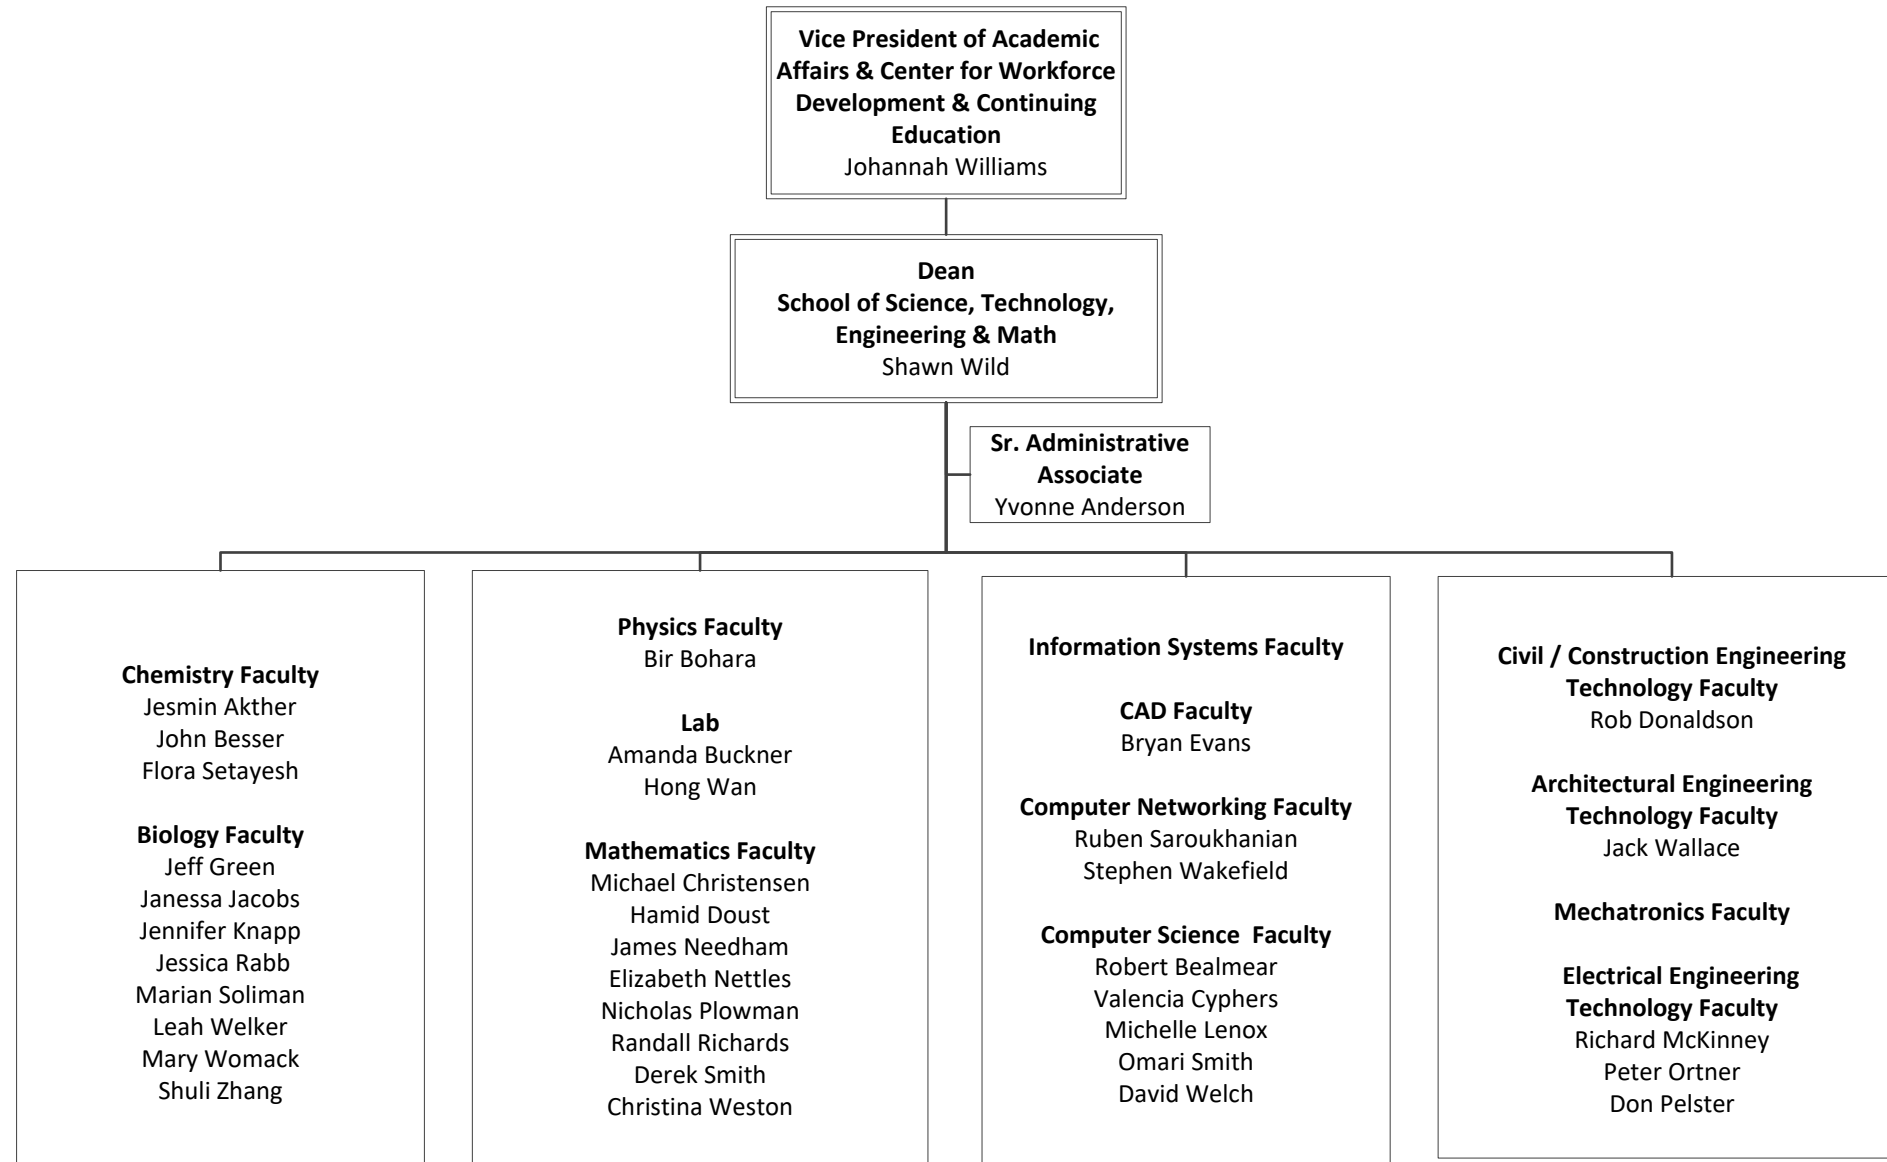 Vice President of Academic
Affairs & Center for Workforce
Development & Continuing
Education
Johannah Williams
Dean
School of Science, Technology,
Engineering & Math
Shawn Wild
Sr. Administrative
Associate
Yvonne Anderson
Chemistry Faculty
Jesmin Akther
John Besser
Flora Setayesh
Biology Faculty
Jeff Green
Janessa Jacobs
Jennifer Knapp
Jessica Rabb
Marian Soliman
Leah Welker
Mary Womack
Shuli Zhang
Physics Faculty
Bir Bohara
Lab
Amanda Buckner
Hong Wan
Mathematics Faculty
Michael Christensen
Hamid Doust
James Needham
Elizabeth Nettles
Nicholas Plowman
Randall Richards
Derek Smith
Christina Weston
Information Systems Faculty
CAD Faculty
Bryan Evans
Computer Networking Faculty
Ruben Saroukhanian
Stephen Wakefield
Computer Science  Faculty
Robert Bealmear
Valencia Cyphers
Michelle Lenox
Omari Smith
David Welch
Civil / Construction Engineering
Technology Faculty
Rob Donaldson
Architectural Engineering
Technology Faculty
Jack Wallace
Mechatronics Faculty
Electrical Engineering
Technology Faculty
Richard McKinney
Peter Ortner
Don Pelster